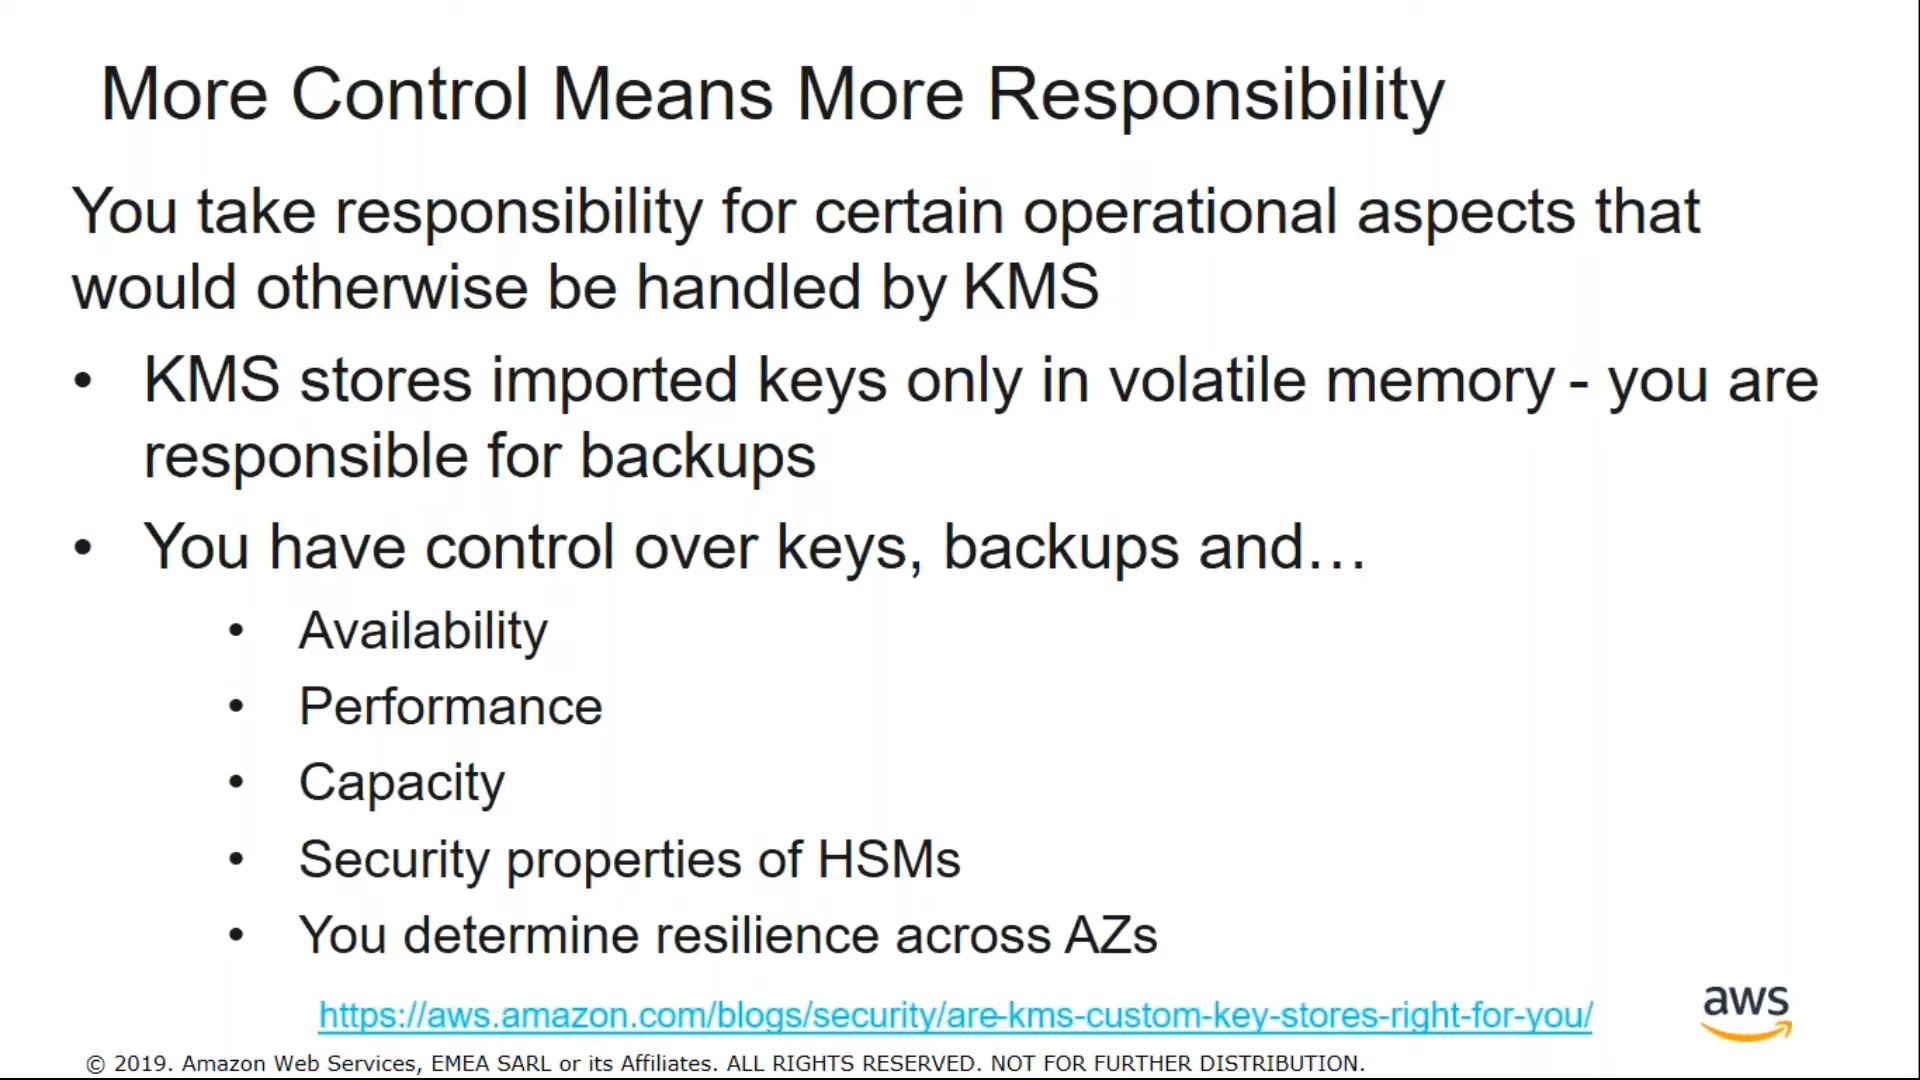 More Control Means More Responsibility
You take responsibility for certain operational aspects that
would otherwise be handled by KMS
• KMS stores imported keys only in volatile memory - you are
responsible for backups
• You have control over keys, backups and…
• Availability
• Performance
• Capacity
• Security properties of HSMs
• You determine resilience across AZs
https://aws.amazon.com/blogs/security/are-kms-custom-key-stores-right-for-you/
aws
© 2019. Amazon Web Services, EMEA SARL or its Affiliates. ALL RIGHTS RESERVED. NOT FOR FURTHER DISTRIBUTION.